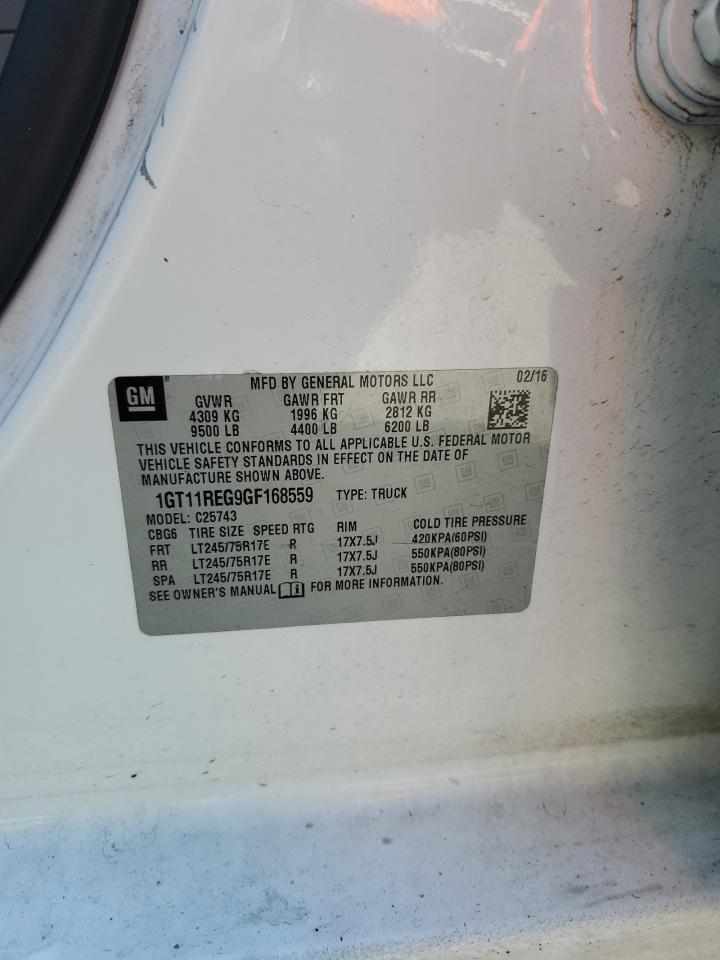 GM
MFD BY GENERAL MOTORS LLC 02/16
GVWR GAWR FRT GAWR RR
4309 KG 1996 KG 2812 KG
9500 LB 4400 LB 6200 LB
THIS VEHICLE CONFORMS TO ALL APPLICABLE U.S. FEDERAL MOTOR
VEHICLE SAFETY STANDARDS IN EFFECT ON THE DATE OF
MANUFACTURE SHOWN ABOVE.
1GT11REG9GF168559 TYPE: TRUCK
MODEL: C25743
CBG6 TIRE SIZE SPEED RTG RIM COLD TIRE PRESSURE
FRT LT245/75R17E R 17X7.5J 420KPA(60PSI)
RR LT245/75R17E R 17X7.5J 550KPA(80PSI)
SPA LT245/75R17E R 17X7.5J 550KPA(80PSI)
SEE OWNER'S MANUAL FOR MORE INFORMATION.